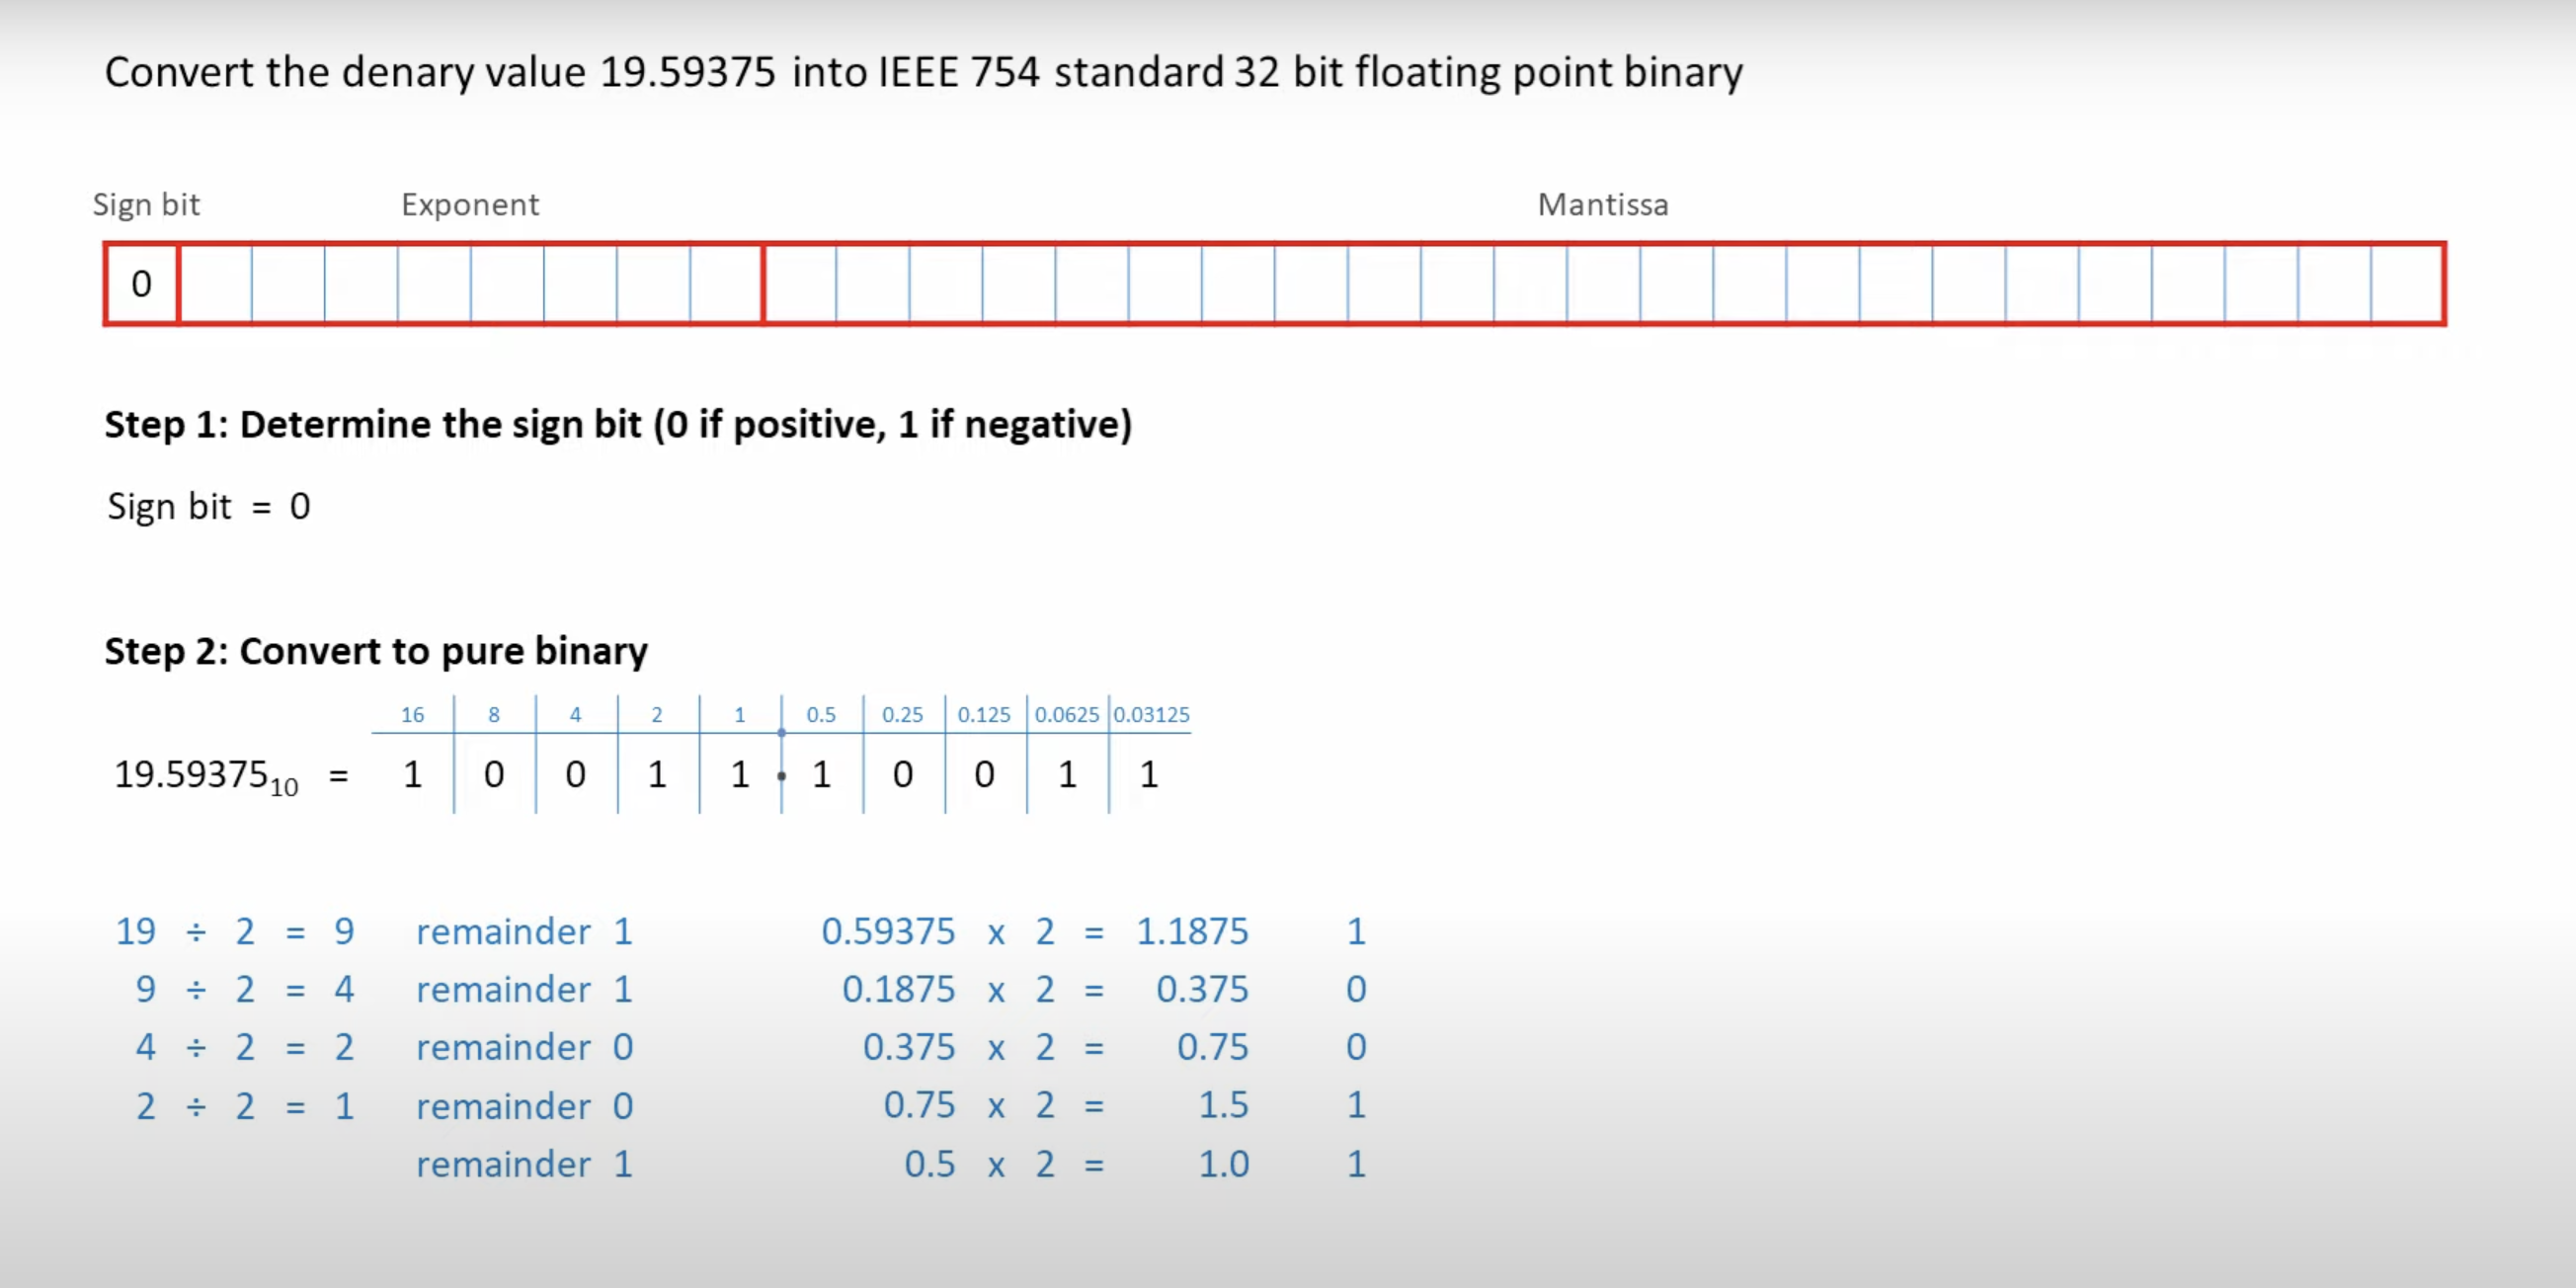 Convert the denary value 19.59375 into IEEE 754 standard 32 bit floating point binary
Sign bit Exponent Mantissa
0
Step 1: Determine the sign bit (0 if positive, 1 if negative)
Sign bit = 0
Step 2: Convert to pure binary
16 8 4 2 1 0.5 0.25 0.125 0.0625 0.03125
19.59375₁₀ = 1 0 0 1 1 . 1 0 0 1 1
19 ÷ 2 = 9 remainder 1 0.59375 x 2 = 1.1875 1
9 ÷ 2 = 4 remainder 1 0.1875 x 2 = 0.375 0
4 ÷ 2 = 2 remainder 0 0.375 x 2 = 0.75 0
2 ÷ 2 = 1 remainder 0 0.75 x 2 = 1.5 1
remainder 1 0.5 x 2 = 1.0 1